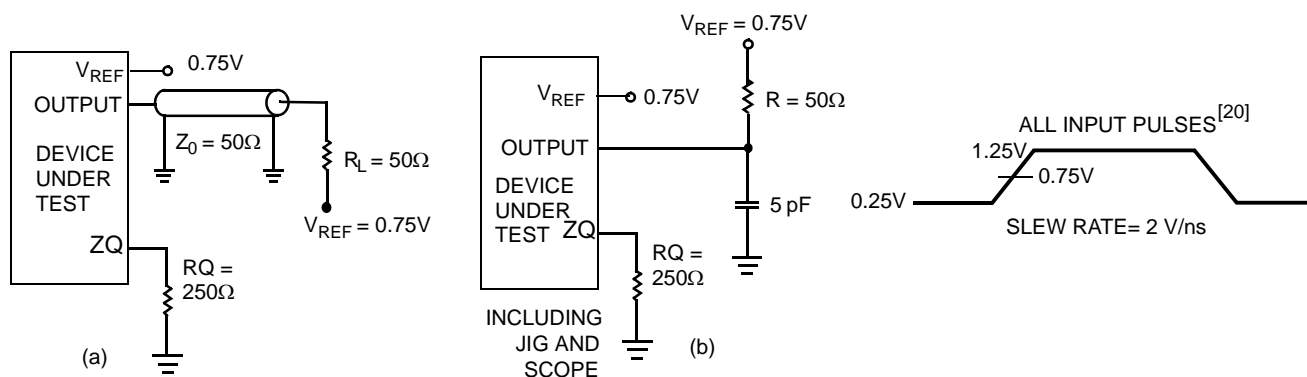 VREF
0.75V
OUTPUT
Z0 = 50Ω
DEVICE
UNDER
TEST
RL = 50Ω
VREF = 0.75V
ZQ
RQ =
250Ω
(a)
VREF = 0.75V
VREF
0.75V
R = 50Ω
OUTPUT
DEVICE
UNDER
TEST
ZQ
5 pF
RQ =
250Ω
INCLUDING
JIG AND
SCOPE
(b)
ALL INPUT PULSES[20]
1.25V
0.75V
0.25V
SLEW RATE= 2 V/ns